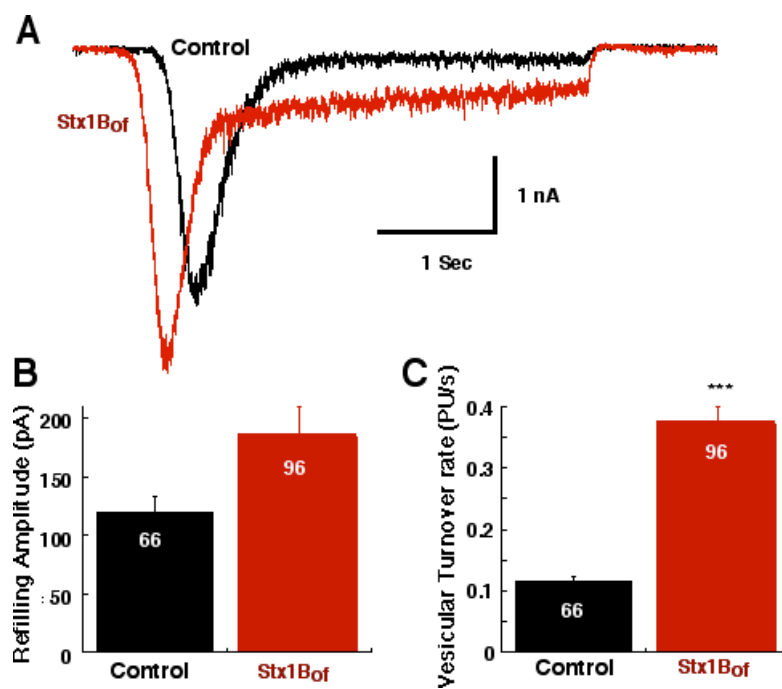 A
Control
Stx1Bof
1 nA
1 Sec
B
Refilling Amplitude (pA)
200
150
100
50
0
66
96
Control
Stx1Bof
C
Vesicular Turnover rate (PU/s)
0.4
0.3
0.2
0.1
0
***
66
96
Control
Stx1Bof